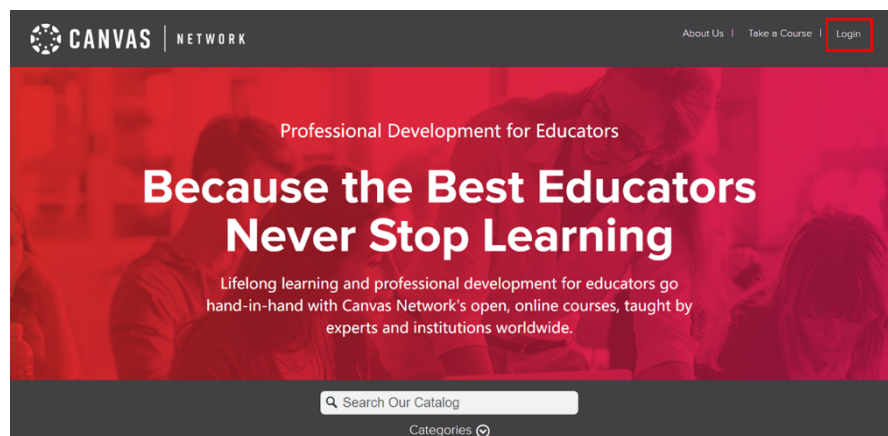 CANVAS | NETWORK
About Us | Take a Course | Login
Professional Development for Educators
Because the Best Educators
Never Stop Learning
Lifelong learning and professional development for educators go
hand-in-hand with Canvas Network's open, online courses, taught by
experts and institutions worldwide.
Search Our Catalog
Categories